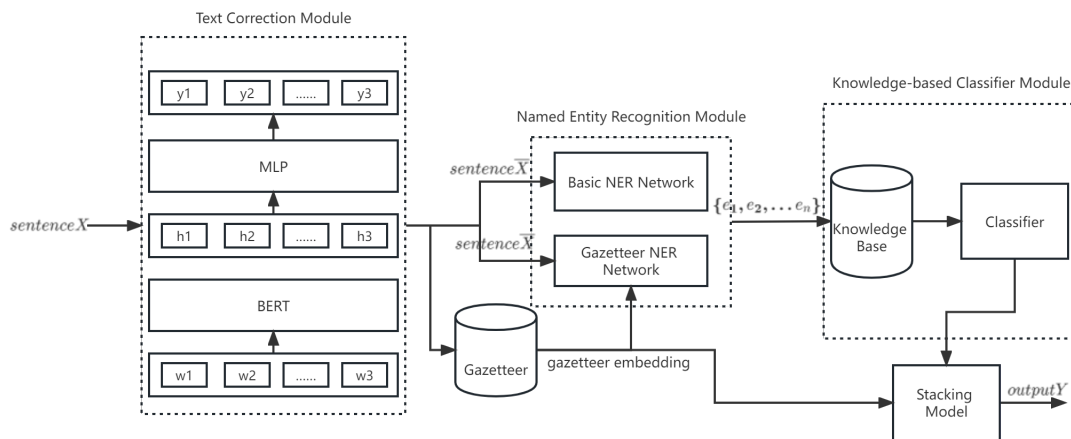 Text Correction Module
y1 y2 ...... y3
MLP
h1 h2 ...... h3
BERT
w1 w2 ...... w3
sentenceX
Named Entity Recognition Module
sentenceX̅
Basic NER Network
sentenceX̅
Gazetteer NER
Network
Gazetteer
gazetteer embedding
{e₁, e₂, ... eₙ}
Knowledge-based Classifier Module
Knowledge
Base
Classifier
Stacking
Model
outputY